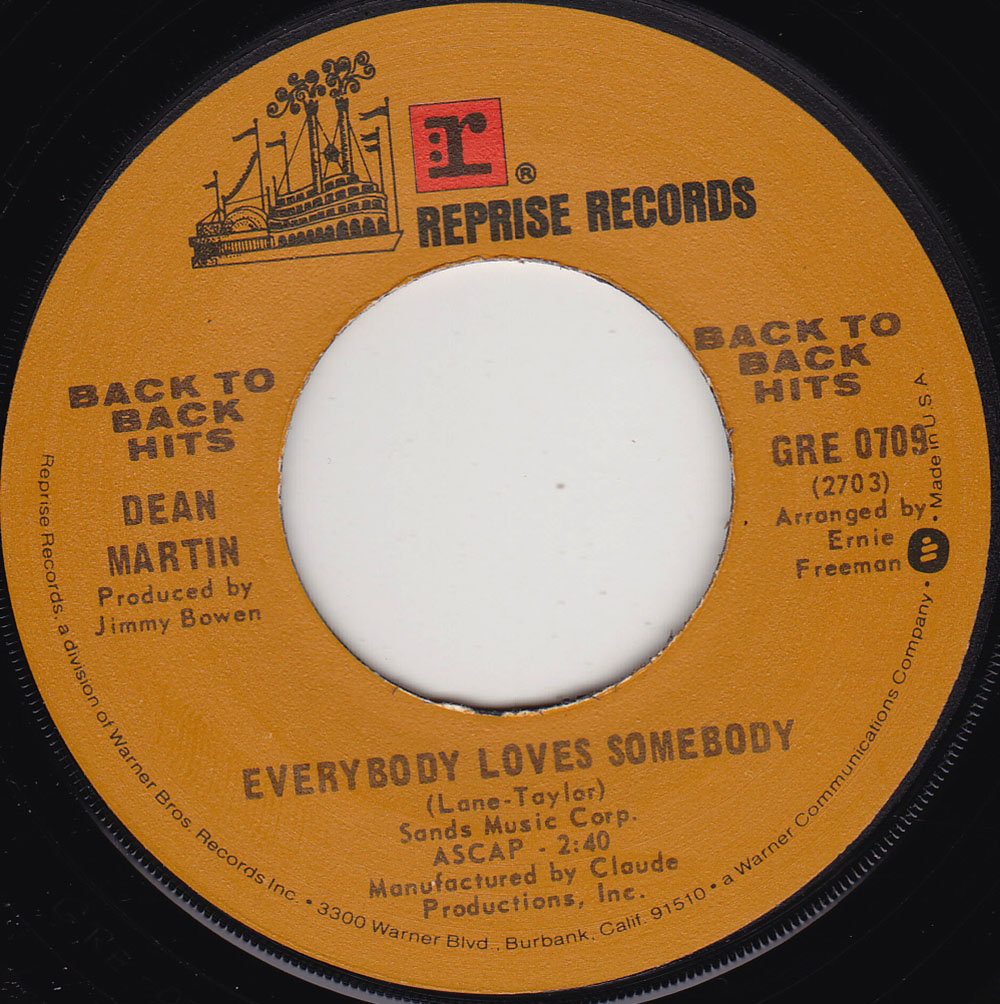 r
®
REPRISE RECORDS
BACK TO
BACK
HITS
DEAN
MARTIN
Produced by
Jimmy Bowen
BACK TO
BACK
HITS
GRE 0709
(2703)
Arranged by
Ernie
Freeman
EVERYBODY LOVES SOMEBODY
(Lane-Taylor)
Sands Music Corp.
ASCAP - 2:40
Manufactured by Claude
Productions, Inc.
Reprise Records, a division of Warner Bros. Records Inc. • 3300 Warner Blvd., Burbank, Calif. 91510 • a Warner Communications Company • W • Made in U.S.A.